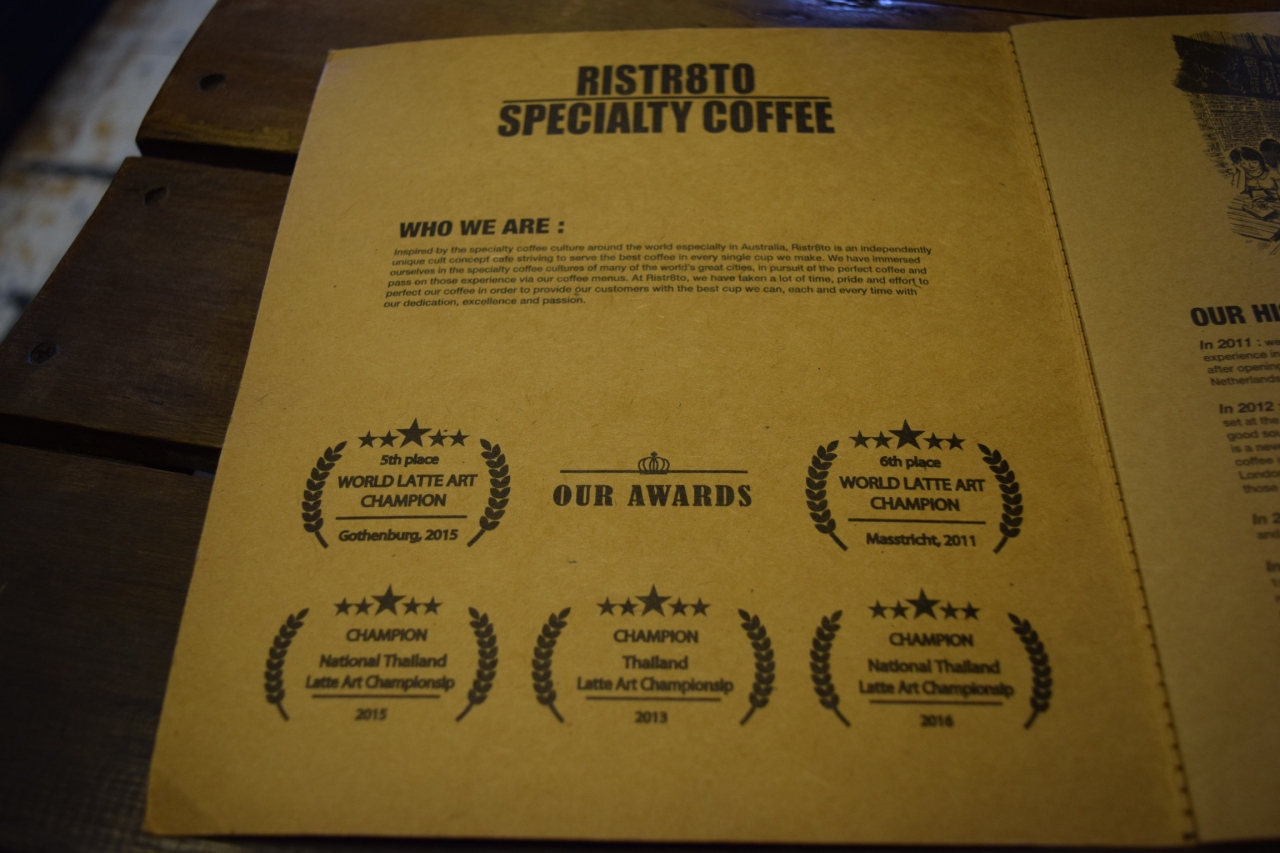 RISTR8TO
SPECIALTY COFFEE
WHO WE ARE :
Inspired by the specialty coffee culture around the world especially in Australia, Ristr8to is an independently
unique cult concept cafe striving to serve the best coffee in every single cup we make. We have immersed
ourselves in the specialty coffee cultures of many of the world's great cities, in pursuit of the perfect coffee and
pass on those experience via our coffee menus. At Ristr8to, we have taken a lot of time, pride and effort to
perfect our coffee in order to provide our customers with the best cup we can, each and every time with
our dedication, excellence and passion.
5th place
WORLD LATTE ART
CHAMPION
Gothenburg, 2015
OUR AWARDS
6th place
WORLD LATTE ART
CHAMPION
Masstricht, 2011
CHAMPION
National Thailand
Latte Art Championsip
2015
CHAMPION
Thailand
Latte Art Championsip
2013
CHAMPION
National Thailand
Latte Art Championsip
2016
OUR
In 2011 : we
experience in
after opening
Netherlands
In 2012
set at the
good
is a new
coffee
those
and